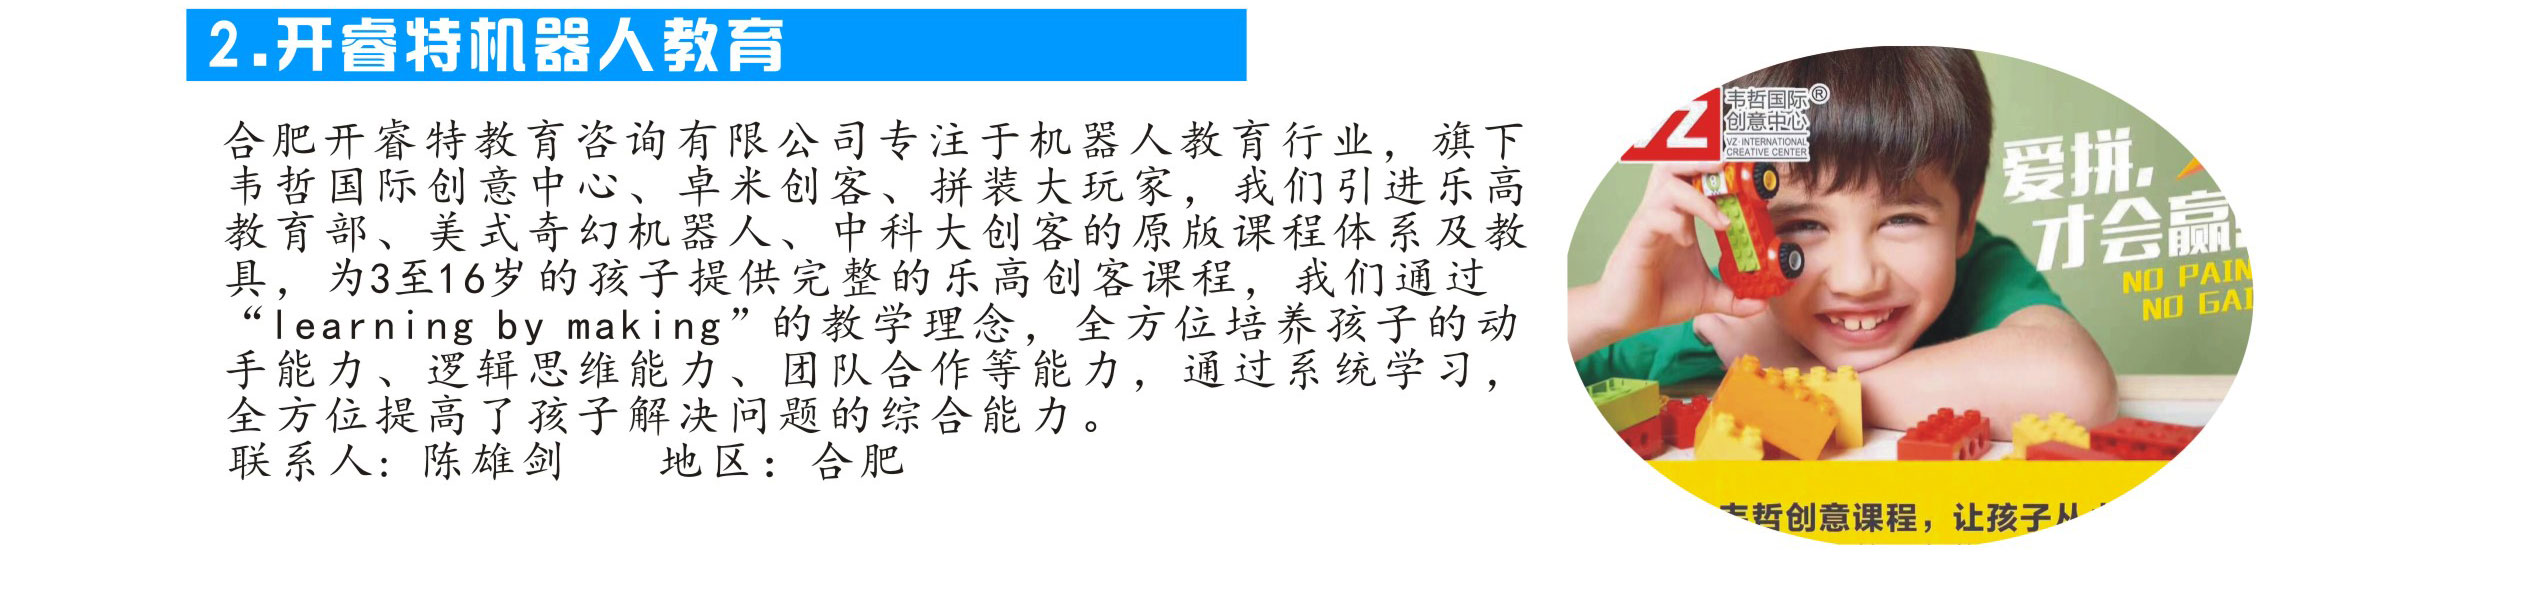 2.开睿特机器人教育
合肥开睿特教育咨询有限公司专注于机器人教育行业，旗下
韦哲国际创意中心、卓米创客、拼装大玩家，我们引进乐高
教育部、美式奇幻机器人、中科大创客的原版课程体系及教
具，为3至16岁的孩子提供完整的乐高创客课程，我们通过
“learning by making”的教学理念，全方位培养孩子的动
手能力、逻辑思维能力、团队合作等能力，通过系统学习，
全方位提高了孩子解决问题的综合能力。
联系人：陈雄剑 地区：合肥
VZ
韦哲国际®
创意中心
VZ·INTERNATIONAL
CREATIVE CENTER
爱拼，
才会赢
NO PAIN
NO GAI
韦哲创意课程，让孩子从